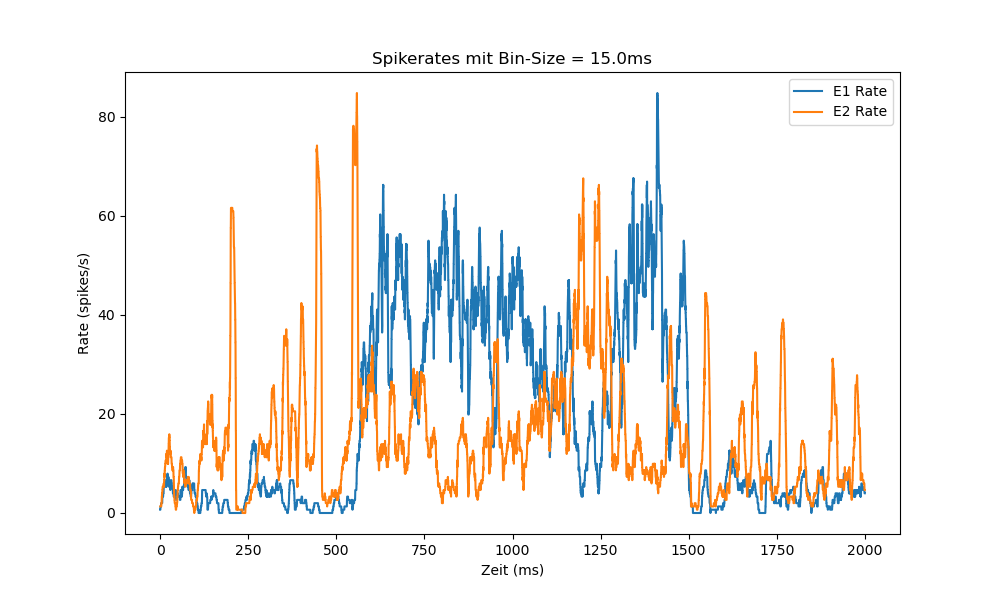 Spikerates mit Bin-Size = 15.0ms
E1 Rate
E2 Rate
Rate (spikes/s)
80
60
40
20
0
0 250 500 750 1000 1250 1500 1750 2000
Zeit (ms)